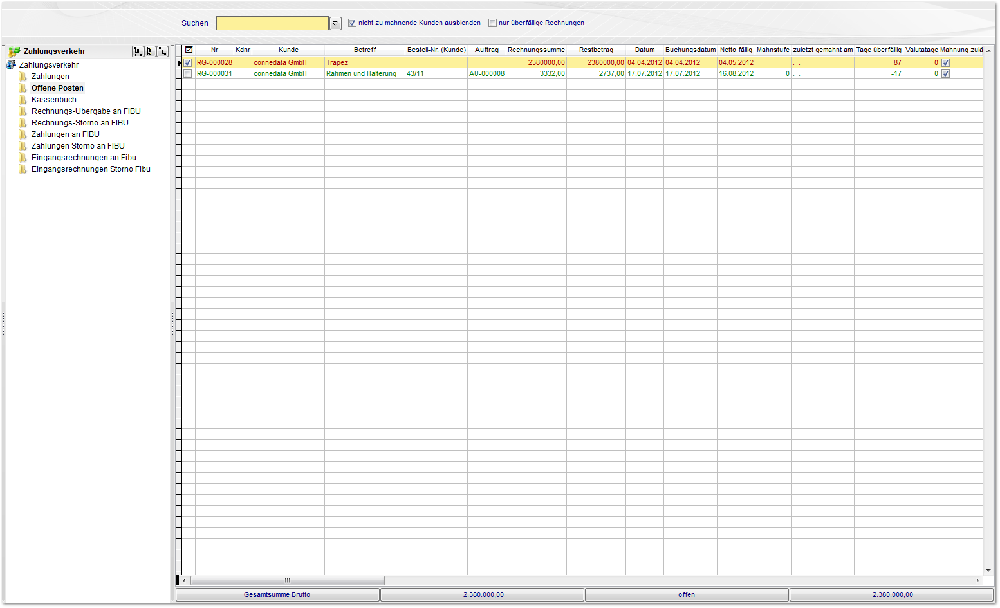 Suchen nicht zu mahnende Kunden ausblenden nur überfällige Rechnungen
Zahlungsverkehr
Zahlungsverkehr
Zahlungen
Offene Posten
Kassenbuch
Rechnungs-Übergabe an FIBU
Rechnungs-Storno an FIBU
Zahlungen an FIBU
Zahlungen Storno an FIBU
Eingangsrechnungen an Fibu
Eingangsrechnungen Storno Fibu
Nr Kdnr Kunde Betreff Bestell-Nr. (Kunde) Auftrag Rechnungssumme Restbetrag Datum Buchungsdatum Netto fällig Mahnstufe zuletzt gemahnt am Tage überfällig Valutatage Mahnung zulä
RG-000028 connedata GmbH Trapez 2380000,00 2380000,00 04.04.2012 04.04.2012 04.05.2012 . . 87 0
RG-000031 connedata GmbH Rahmen und Halterung 43/11 AU-000008 3332,00 2737,00 17.07.2012 17.07.2012 16.08.2012 0 . . -17 0
Gesamtsumme Brutto 2.380.000,00 offen 2.380.000,00